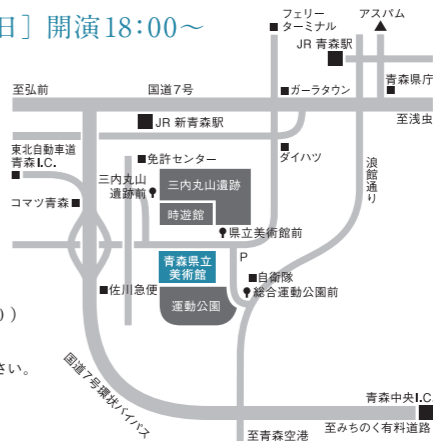 日］開演18:00〜
フェリー
ターミナル
アスパム
JR 青森駅
至弘前
国道7号
ガーラタウン
青森県庁
至浅虫
JR 新青森駅
東北自動車道
青森I.C.
免許センター
ダイハツ
浪館通り
三内丸山
遺跡前
三内丸山遺跡
コマツ青森
時遊館
県立美術館前
青森県立
美術館
P
自衛隊
佐川急便
総合運動公園前
運動公園
)
さい。
国道7号環状バイパス
青森中央I.C.
至みちのく有料道路
至青森空港